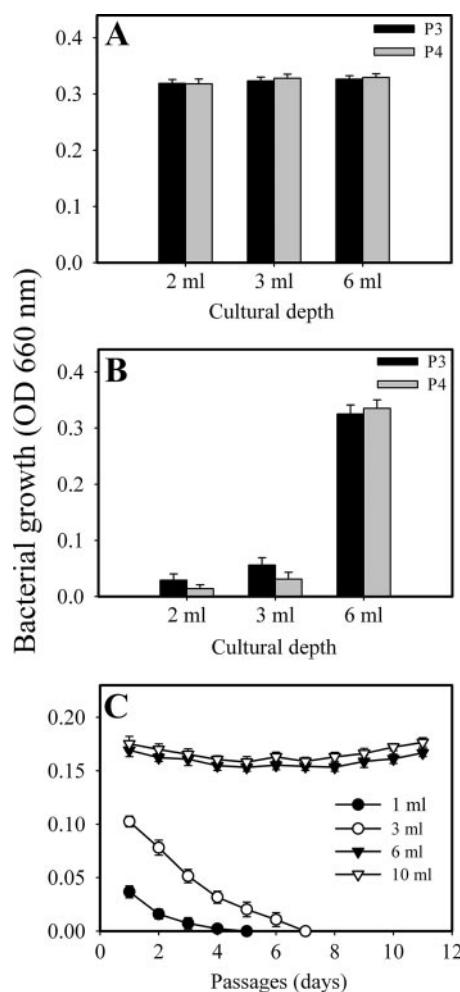 Bacterial growth (OD 660 nm)
A
P3
P4
0.4
0.3
0.2
0.1
0.0
2 ml 3 ml 6 ml
Cultural depth
B
P3
P4
0.4
0.3
0.2
0.1
0.0
2 ml 3 ml 6 ml
Cultural depth
C
0.20
0.15
0.10
0.05
0.00
1 ml
3 ml
6 ml
10 ml
0 2 4 6 8 10 12
Passages (days)